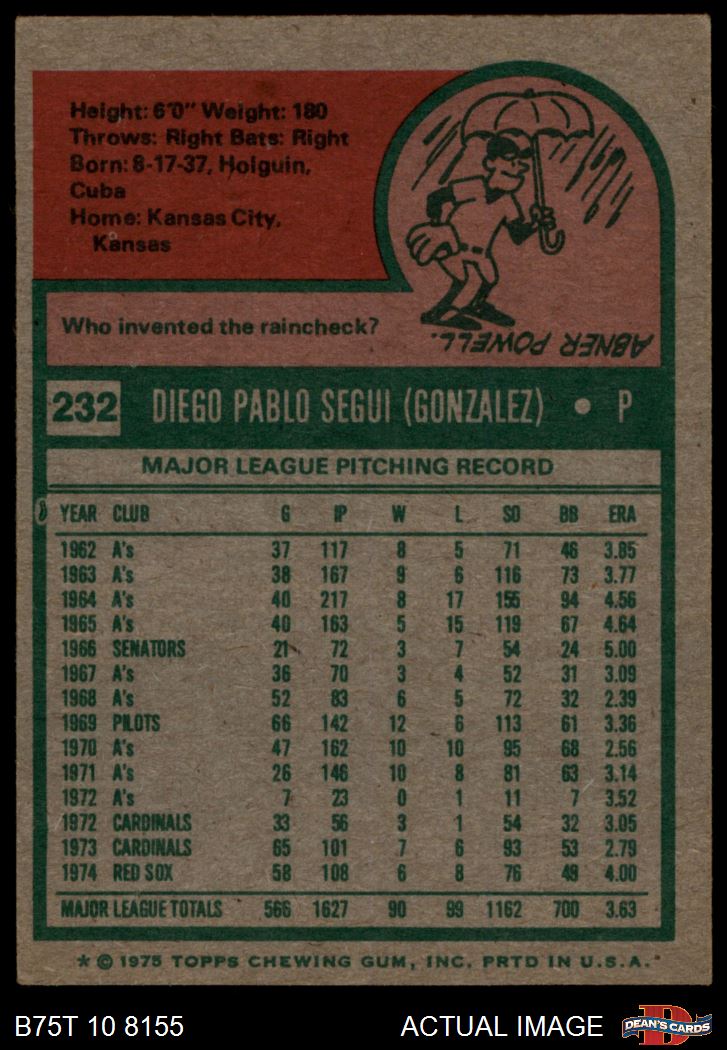 Height: 6'0" Weight: 180
Throws: Right Bats: Right
Born: 8-17-37, Holguin,
Cuba
Home: Kansas City,
Kansas
Who invented the raincheck?
ABNER POWELL.
232 DIEGO PABLO SEGUI (GONZALEZ) • P
MAJOR LEAGUE PITCHING RECORD
YEAR CLUB G IP W L SO BB ERA
1962 A's 37 117 8 5 71 46 3.85
1963 A's 38 167 9 6 116 73 3.77
1964 A's 40 217 8 17 155 94 4.56
1965 A's 40 163 5 15 119 67 4.64
1966 SENATORS 21 72 3 7 54 24 5.00
1967 A's 36 70 3 4 52 31 3.09
1968 A's 52 83 6 5 72 32 2.39
1969 PILOTS 66 142 12 6 113 61 3.36
1970 A's 47 162 10 10 95 68 2.56
1971 A's 26 146 10 8 81 63 3.14
1972 A's 7 23 0 1 11 7 3.52
1972 CARDINALS 33 56 3 1 54 32 3.05
1973 CARDINALS 65 101 7 6 93 53 2.79
1974 RED SOX 58 108 6 8 76 49 4.00
MAJOR LEAGUE TOTALS 566 1627 90 99 1162 700 3.63
* © 1975 TOPPS CHEWING GUM, INC. PRTD IN U.S.A.
B75T 10 8155 ACTUAL IMAGE D DEAN'S CARDS